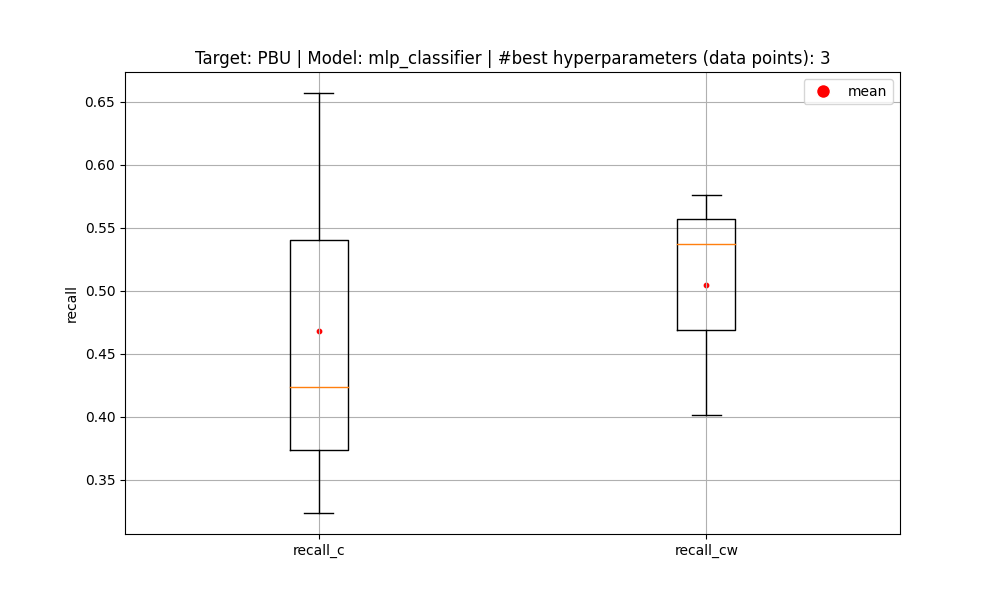 Target: PBU | Model: mlp_classifier | #best hyperparameters (data points): 3
mean
0.65
0.60
0.55
0.50
0.45
0.40
0.35
recall
recall_c
recall_cw